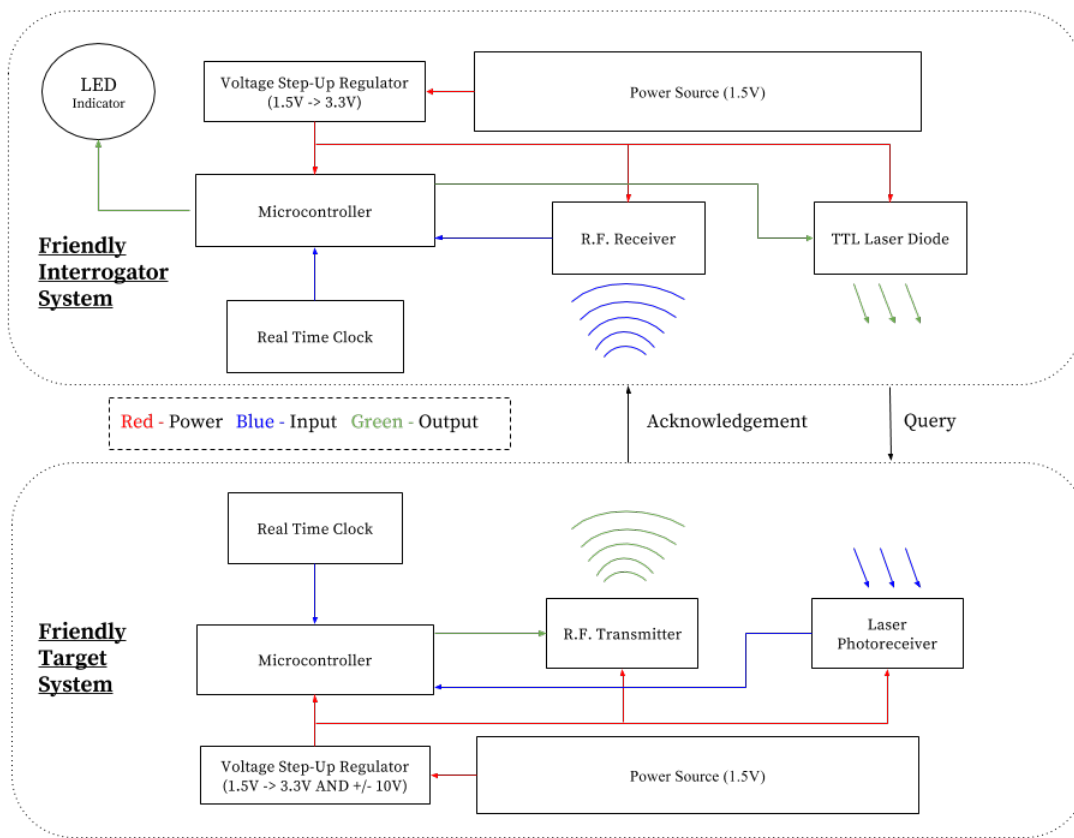 LED
Indicator
Voltage Step-Up Regulator
(1.5V -> 3.3V)
Power Source (1.5V)
Microcontroller
R.F. Receiver
TTL Laser Diode
Friendly
Interrogator
System
Real Time Clock
Red - Power Blue - Input Green - Output
Acknowledgement
Query
Real Time Clock
Friendly
Target
System
Microcontroller
R.F. Transmitter
Laser
Photoreceiver
Voltage Step-Up Regulator
(1.5V -> 3.3V AND +/- 10V)
Power Source (1.5V)